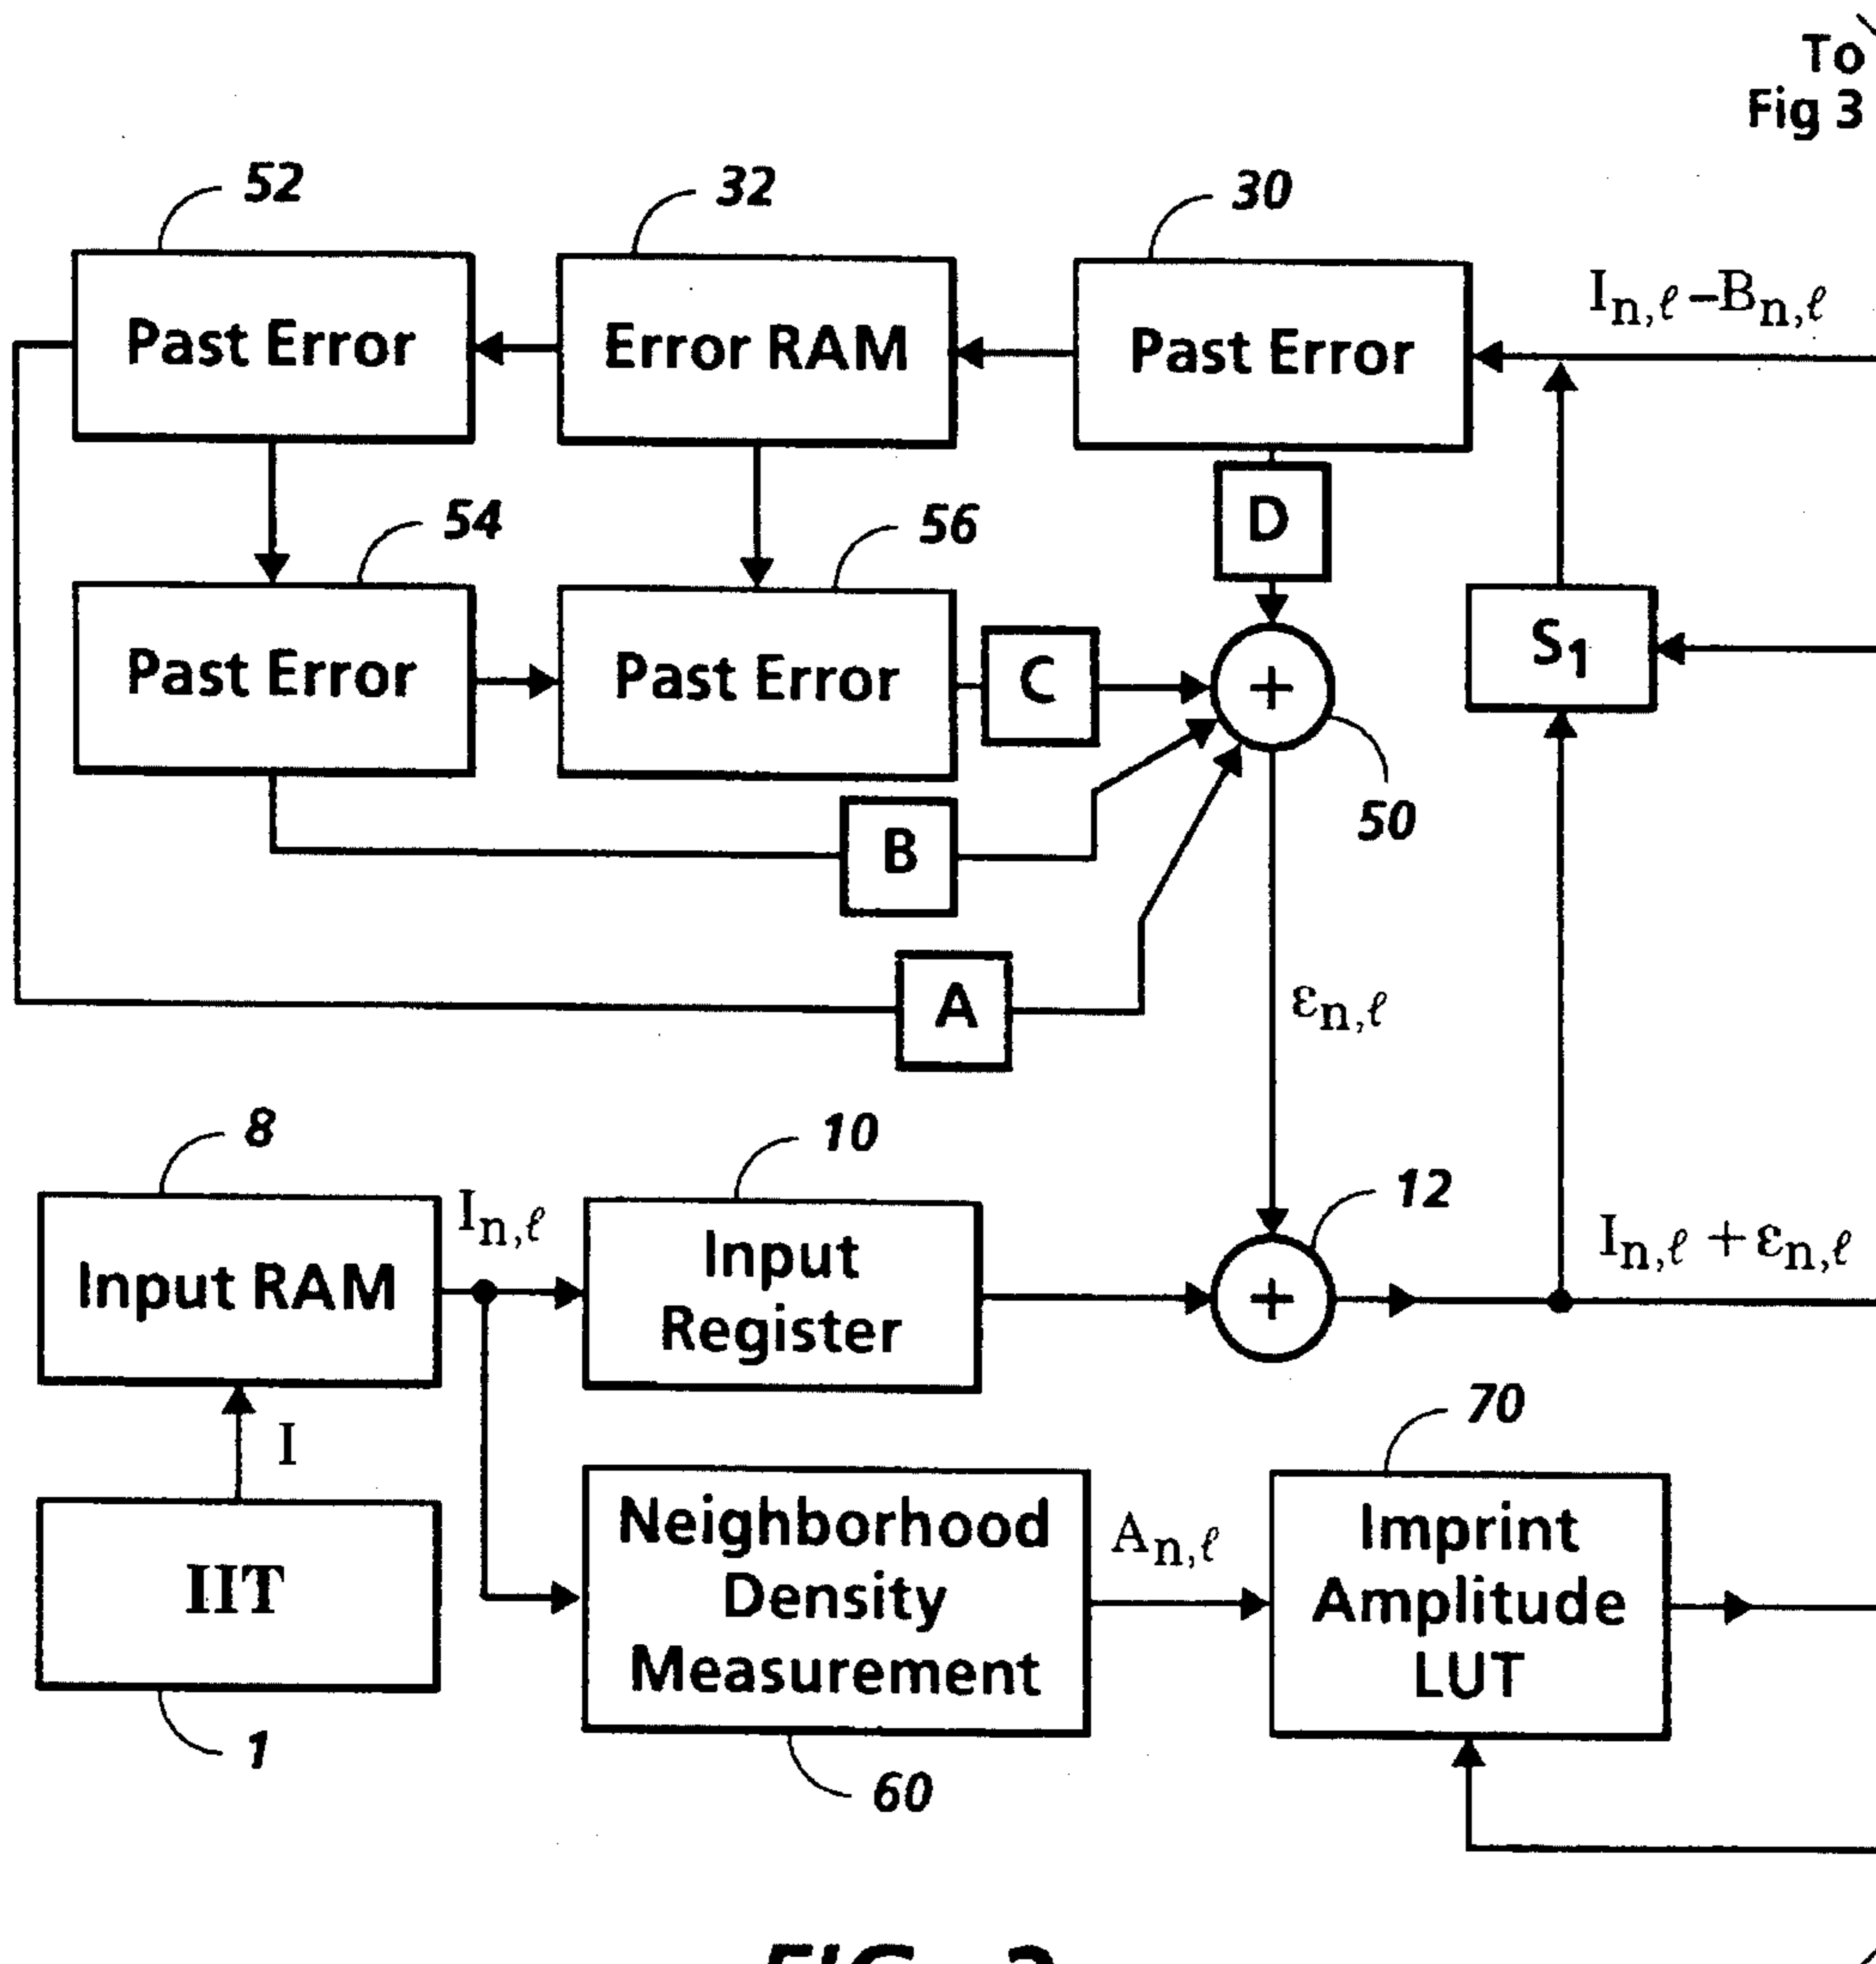 To
Fig 3
52
32
30
Past Error
Error RAM
Past Error
In,ℓ–Bn,ℓ
54
56
D
Past Error
Past Error
C
+
S1
50
B
A
εn,ℓ
8
10
12
Input RAM
In,ℓ
Input
Register
+
In,ℓ +εn,ℓ
I
70
IIT
Neighborhood
Density
Measurement
An,ℓ
Imprint
Amplitude
LUT
1
60